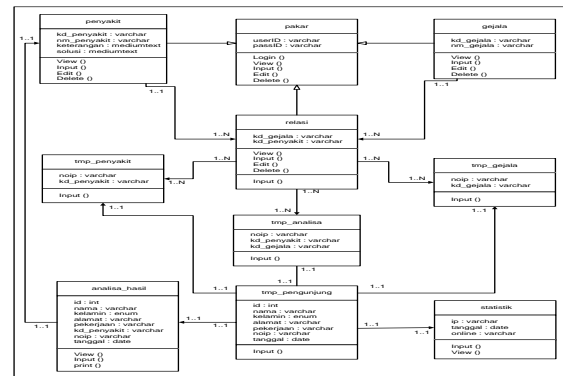 penyakit
kd_penyakit : varchar
nm_penyakit : varchar
keterangan : mediumtext
solusi : mediumtext
View ()
Input ()
Edit ()
Delete ()
pakar
userID : varchar
passID : varchar
Login ()
View ()
Input ()
Edit ()
Delete ()
gejala
kd_gejala : varchar
nm_gejala : varchar
View ()
Input ()
Edit ()
Delete ()
1..1
1..1
1..1
relasi
kd_gejala : varchar
kd_penyakit : varchar
View ()
Input ()
Edit ()
Delete ()
Input ()
1..N
1..N
1..N
1..N
1..N
1..N
1..N
tmp_penyakit
noip : varchar
kd_penyakit : varchar
Input ()
1..1
tmp_gejala
noip : varchar
kd_gejala : varchar
Input ()
1..1
tmp_analisa
noip : varchar
kd_penyakit : varchar
kd_gejala : varchar
Input ()
1..1
1..1
1..1
analisa_hasil
id : int
nama : varchar
kelamin : enum
alamat : varchar
pekerjaan : varchar
kd_penyakit : varchar
noip : varchar
tanggal : date
View ()
Input ()
print ()
1..1
1..1
1..1
tmp_pengunjung
id : int
nama : varchar
kelamin : enum
alamat : varchar
pekerjaan : varchar
noip : varchar
tanggal : date
Input ()
1..1
1..1
statistik
ip : varchar
tanggal : date
online : varchar
Input ()
View ()